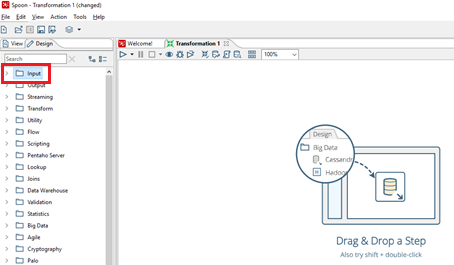 Spoon - Transformation 1 (changed)
File Edit View Action Tools Help
View Design
Welcome! Transformation 1
Search
100%
Input
Output
Streaming
Transform
Utility
Flow
Scripting
Pentaho Server
Lookup
Joins
Data Warehouse
Validation
Statistics
Big Data
Agile
Cryptography
Palo
Design
Big Data
Cassandr
Hadoop
Drag & Drop a Step
Also try shift + double-click